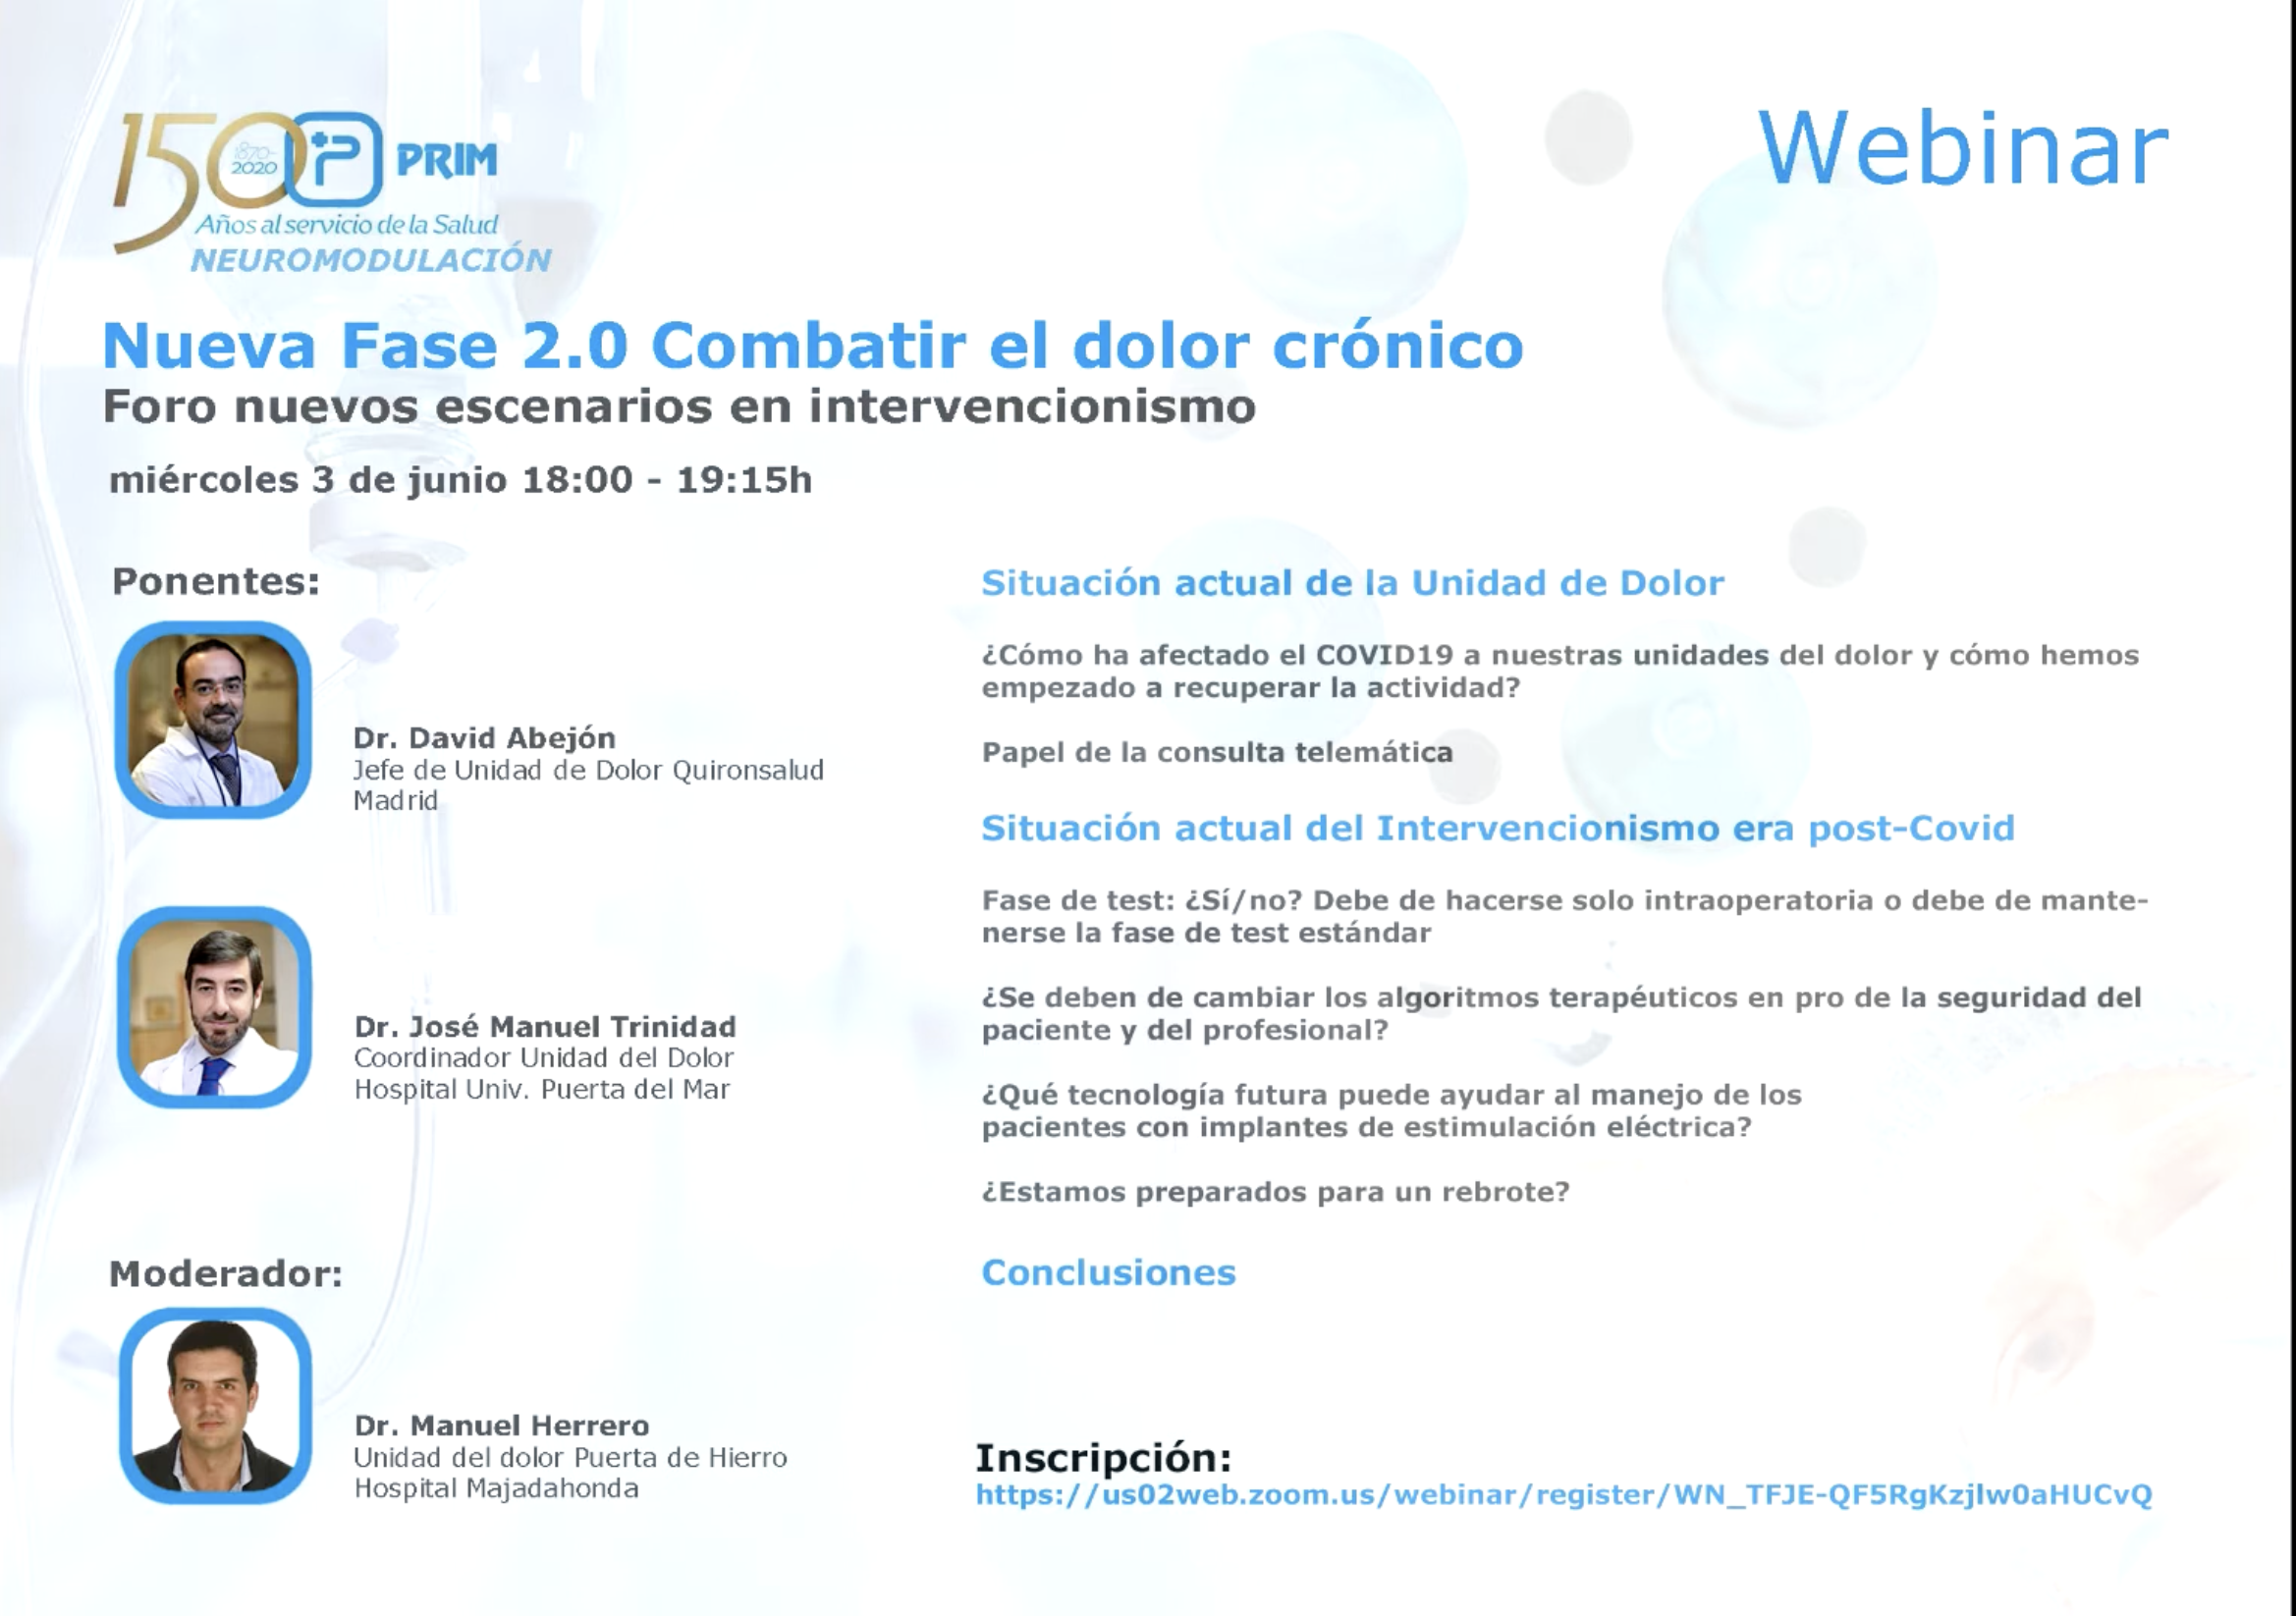 150
1870-
2020
PRIM
Años al servicio de la Salud
NEUROMODULACIÓN
Webinar
Nueva Fase 2.0 Combatir el dolor crónico
Foro nuevos escenarios en intervencionismo
miércoles 3 de junio 18:00 - 19:15h
Ponentes:
Dr. David Abejón
Jefe de Unidad de Dolor Quironsalud
Madrid
Dr. José Manuel Trinidad
Coordinador Unidad del Dolor
Hospital Univ. Puerta del Mar
Moderador:
Dr. Manuel Herrero
Unidad del dolor Puerta de Hierro
Hospital Majadahonda
Situación actual de la Unidad de Dolor
¿Cómo ha afectado el COVID19 a nuestras unidades del dolor y cómo hemos
empezado a recuperar la actividad?
Papel de la consulta telemática
Situación actual del Intervencionismo era post-Covid
Fase de test: ¿Sí/no? Debe de hacerse solo intraoperatoria o debe de mante-
nerse la fase de test estándar
¿Se deben de cambiar los algoritmos terapéuticos en pro de la seguridad del
paciente y del profesional?
¿Qué tecnología futura puede ayudar al manejo de los
pacientes con implantes de estimulación eléctrica?
¿Estamos preparados para un rebrote?
Conclusiones
Inscripción:
https://us02web.zoom.us/webinar/register/WN_TFJE-QF5RgKzjlw0aHUCvQ